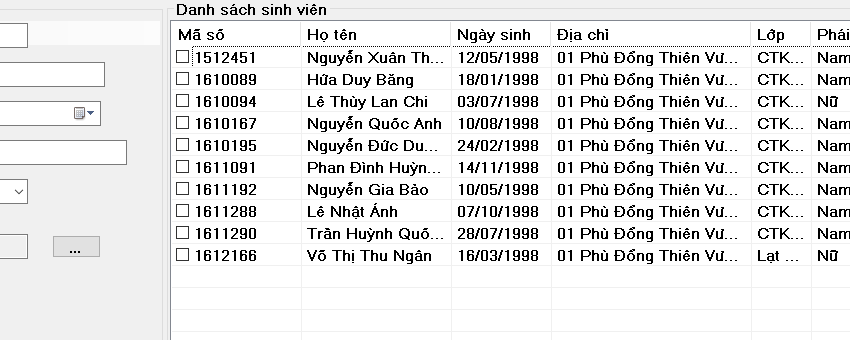 Danh sách sinh viên
Mã số Họ tên Ngày sinh Địa chỉ Lớp Phái
1512451 Nguyễn Xuân Th... 12/05/1998 01 Phù Đổng Thiên Vư... CTK... Nam
1610089 Hứa Duy Băng 18/01/1998 01 Phù Đổng Thiên Vư... CTK... Nam
1610094 Lê Thùy Lan Chi 03/07/1998 01 Phù Đổng Thiên Vư... CTK... Nữ
1610167 Nguyễn Quốc Anh 10/08/1998 01 Phù Đổng Thiên Vư... CTK... Nam
1610195 Nguyễn Đức Du... 24/02/1998 01 Phù Đổng Thiên Vư... CTK... Nam
1611091 Phan Đình Huỳn... 14/11/1998 01 Phù Đổng Thiên Vư... CTK... Nam
1611192 Nguyễn Gia Bảo 10/05/1998 01 Phù Đổng Thiên Vư... CTK... Nam
1611288 Lê Nhật Ánh 07/10/1998 01 Phù Đổng Thiên Vư... CTK... Nam
1611290 Trần Huỳnh Quố... 28/07/1998 01 Phù Đổng Thiên Vư... CTK... Nam
1612166 Võ Thị Thu Ngân 16/03/1998 01 Phù Đổng Thiên Vư... Lạt ... Nữ
...